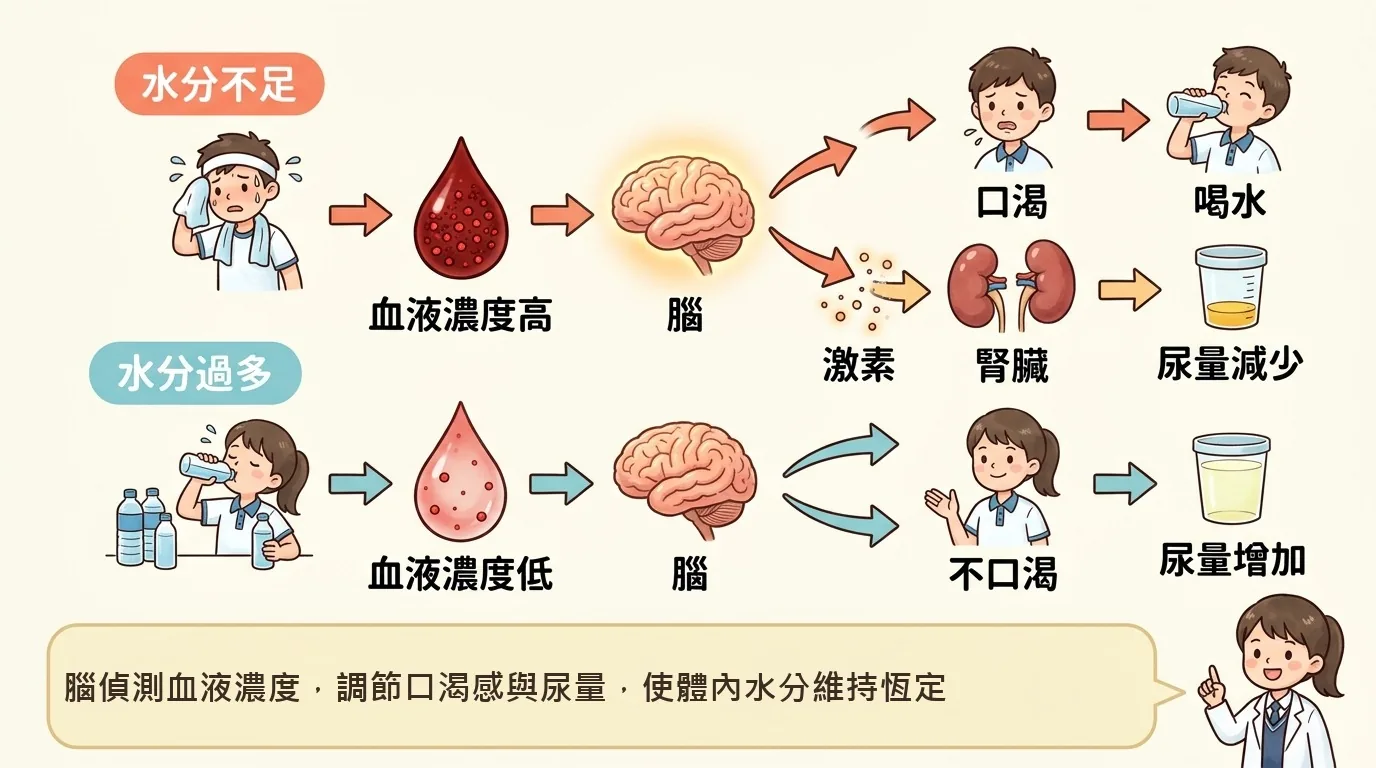 水分不足
口渴
喝水
血液濃度高
腦
激素
腎臟
尿量減少
水分過多
血液濃度低
腦
不口渴
尿量增加
腦偵測血液濃度，調節口渴感與尿量，使體內水分維持恆定